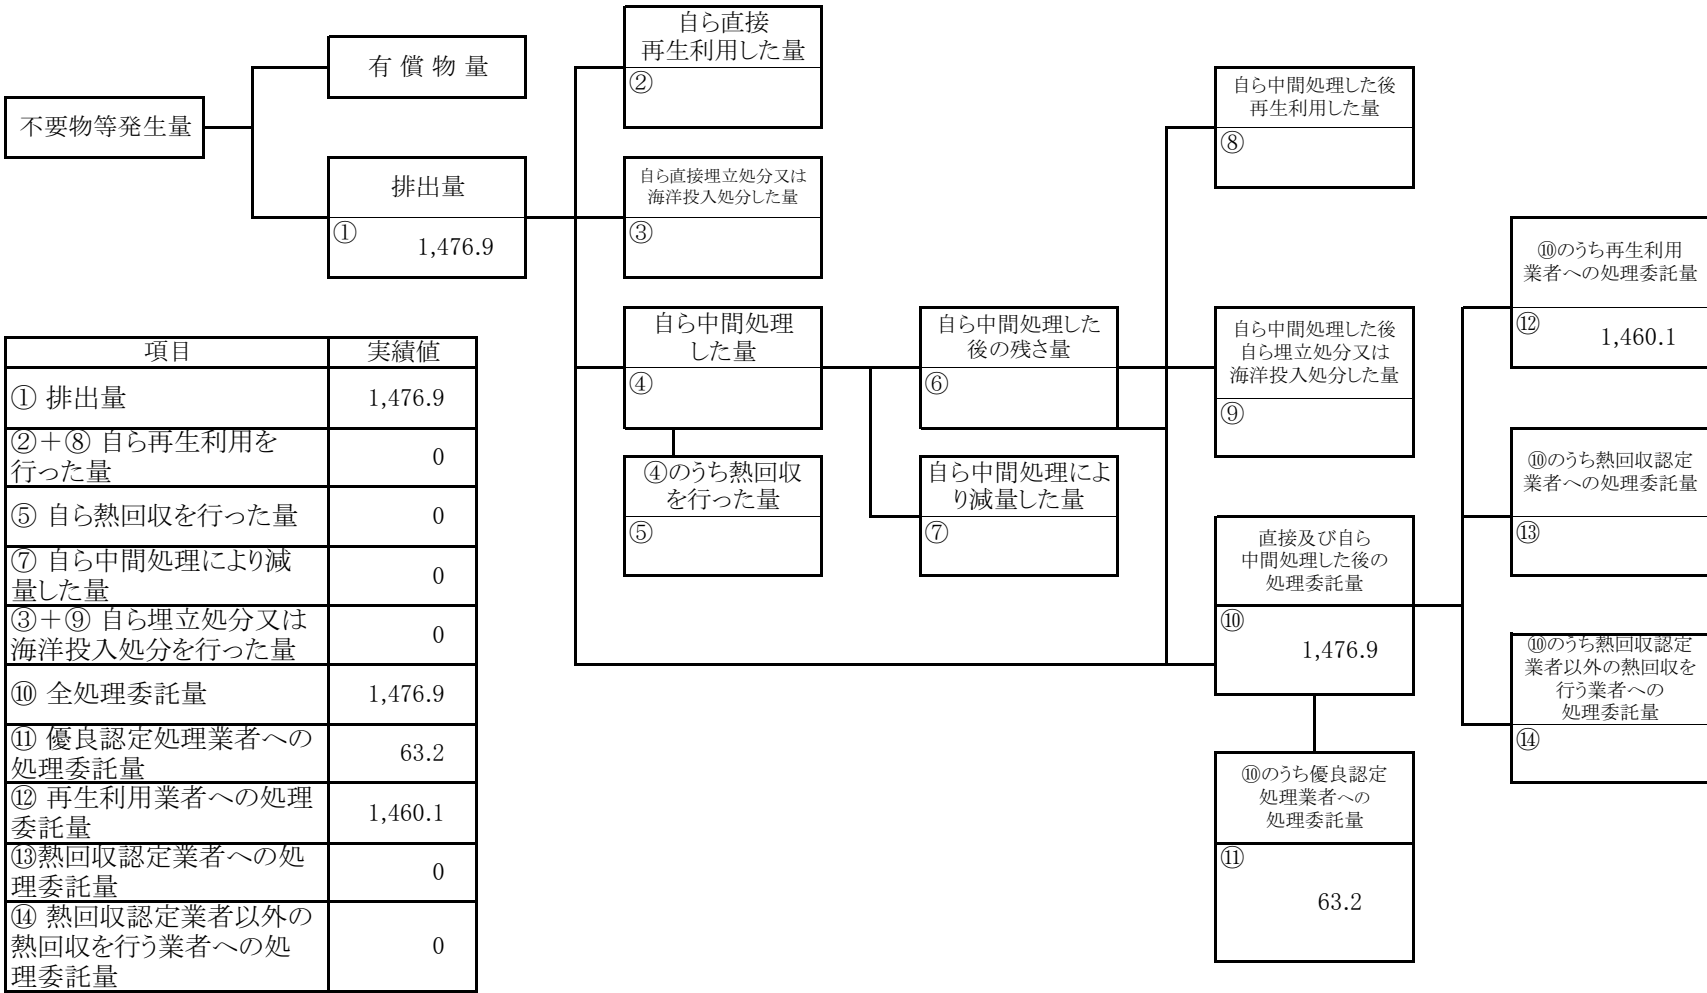 不要物等発生量
有 償 物 量
排出量
①
1,476.9
自ら直接
再生利用した量
②
自ら直接埋立処分又は
海洋投入処分した量
③
自ら中間処理
した量
④
④のうち熱回収
を行った量
⑤
自ら中間処理した
後の残さ量
⑥
自ら中間処理によ
り減量した量
⑦
自ら中間処理した後
再生利用した量
⑧
自ら中間処理した後
自ら埋立処分又は
海洋投入処分した量
⑨
直接及び自ら
中間処理した後の
処理委託量
⑩
1,476.9
⑩のうち優良認定
処理業者への
処理委託量
⑪
63.2
⑩のうち再生利用
業者への処理委託量
⑫
1,460.1
⑩のうち熱回収認定
業者への処理委託量
⑬
⑩のうち熱回収認定
業者以外の熱回収を
行う業者への
処理委託量
⑭
項目 実績値
① 排出量 1,476.9
②＋⑧ 自ら再生利用を
行った量 0
⑤ 自ら熱回収を行った量 0
⑦ 自ら中間処理により減
量した量 0
③＋⑨ 自ら埋立処分又は
海洋投入処分を行った量 0
⑩ 全処理委託量 1,476.9
⑪ 優良認定処理業者への
処理委託量 63.2
⑫ 再生利用業者への処理
委託量 1,460.1
⑬熱回収認定業者への処
理委託量 0
⑭ 熱回収認定業者以外の
熱回収を行う業者への処
理委託量 0